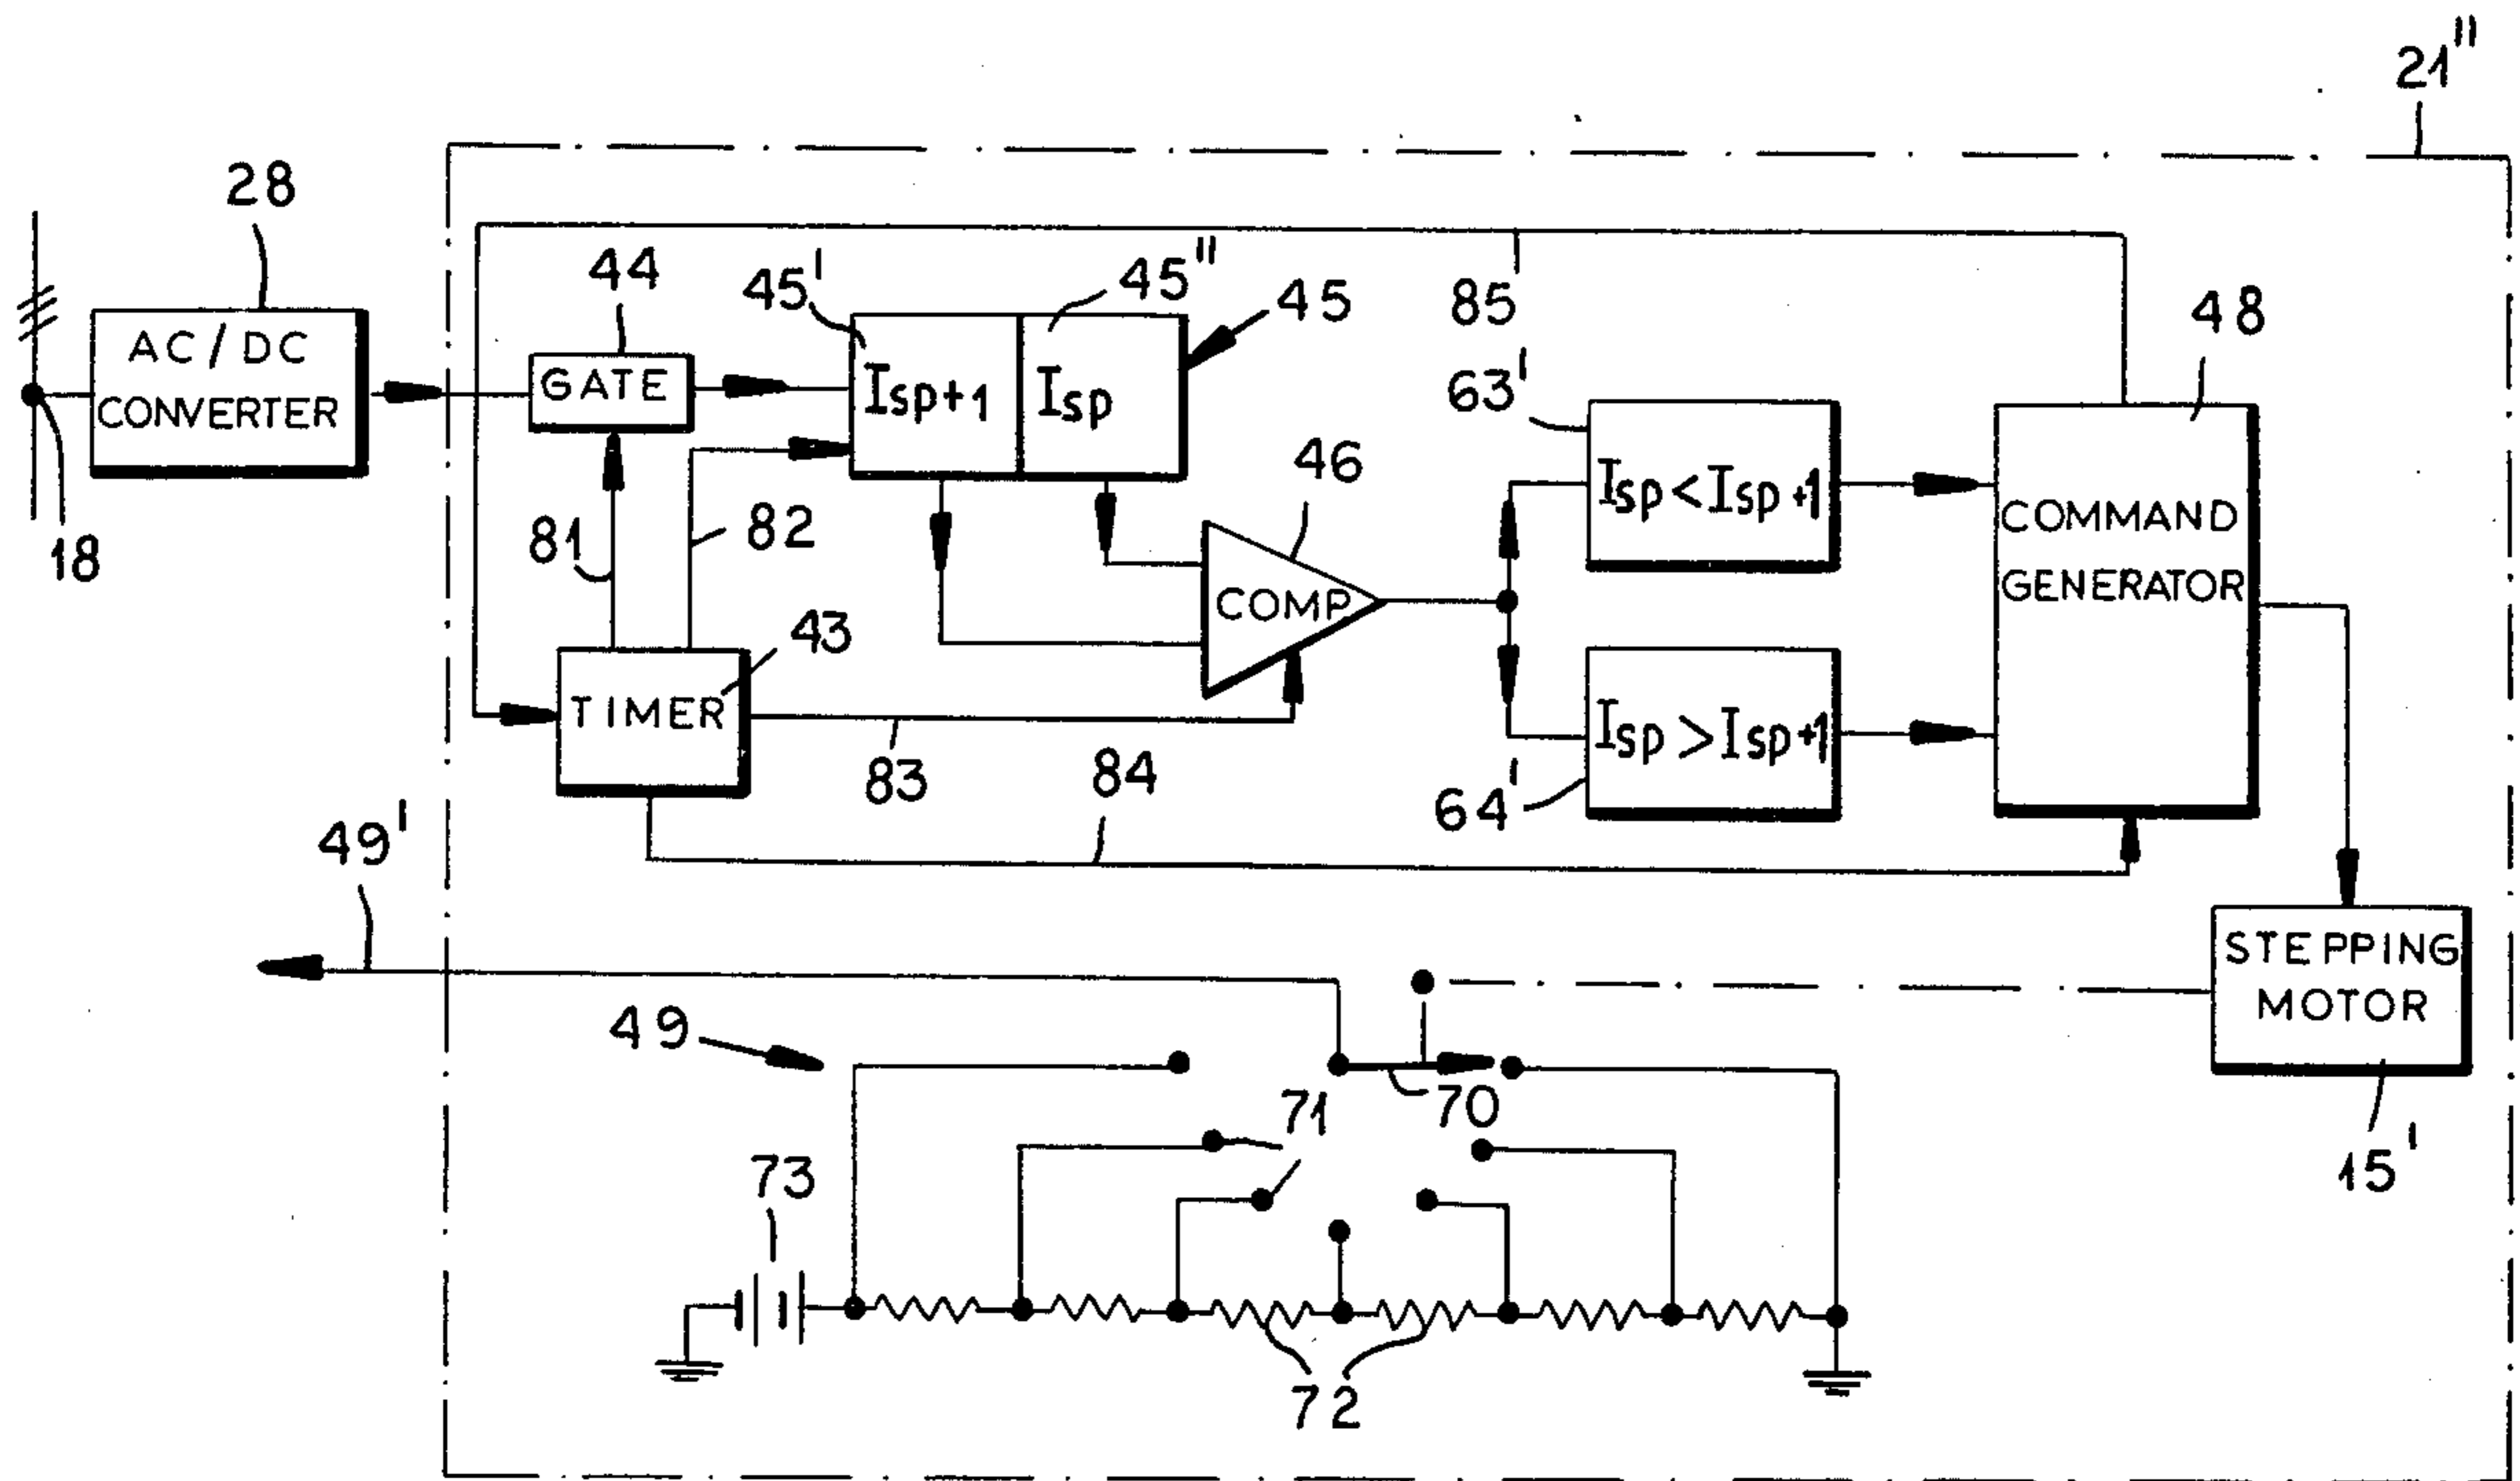 21"
28
AC/DC
CONVERTER
18
44
GATE
45'
45"
45
Isp+1
Isp
85
48
63'
Isp<Isp+1
46
COMP
81
82
43
TIMER
83
84
64'
Isp>Isp+1
COMMAND
GENERATOR
49'
STEPPING
MOTOR
15'
49
70
71
73
72